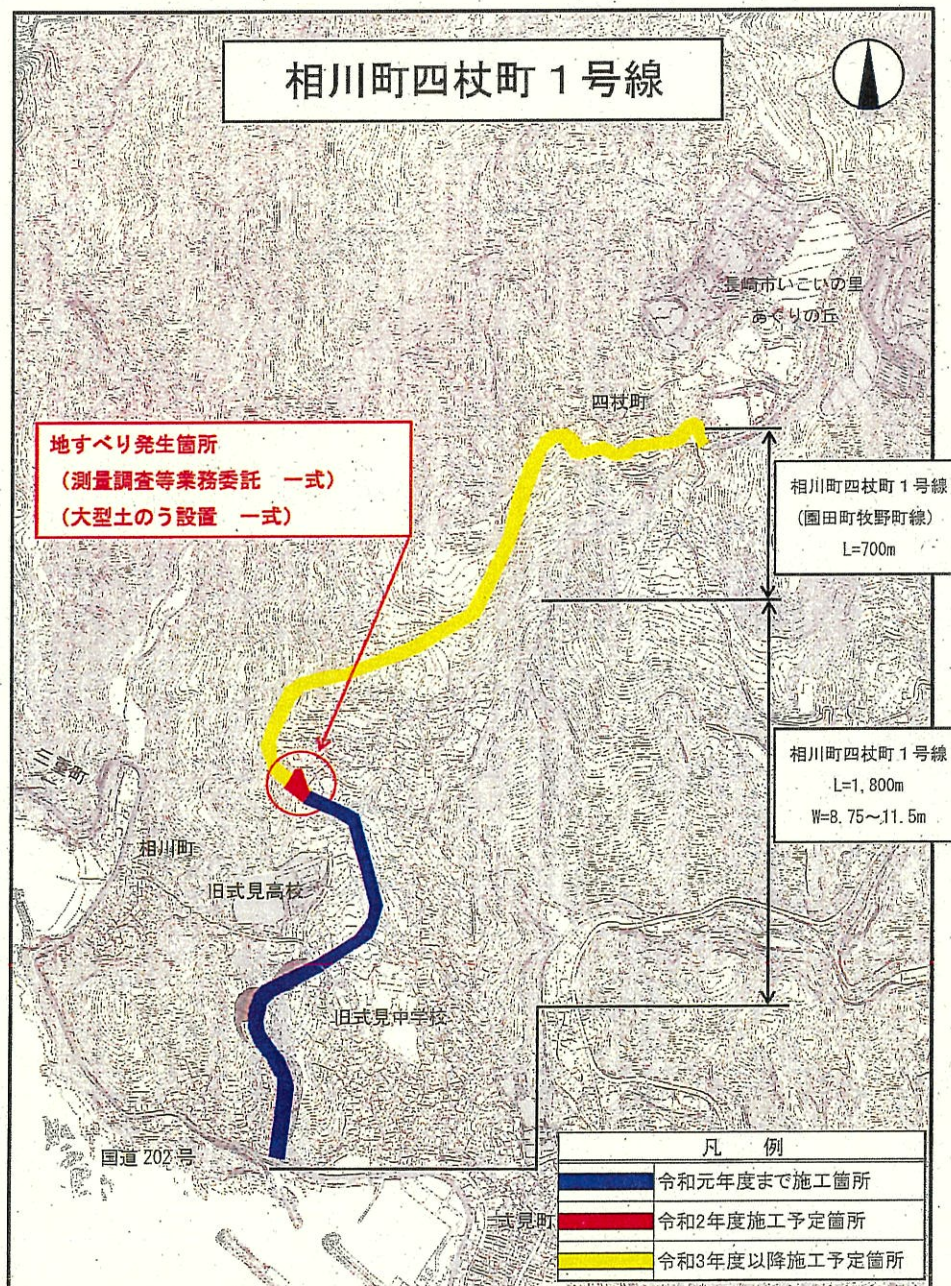 相川町四杖町1号線
長崎市いこいの里
あぐりの丘
四杖町
地すべり発生箇所
(測量調査等業務委託 一式)
(大型土のう設置 一式)
相川町四杖町1号線
(園田町牧野町線)
L=700m
相川町四杖町1号線
L=1,800m
W=8.75~11.5m
三重町
相川町
旧式見高校
旧式見中学校
国道202号
式見町
凡 例
令和元年度まで施工箇所
令和2年度施工予定箇所
令和3年度以降施工予定箇所